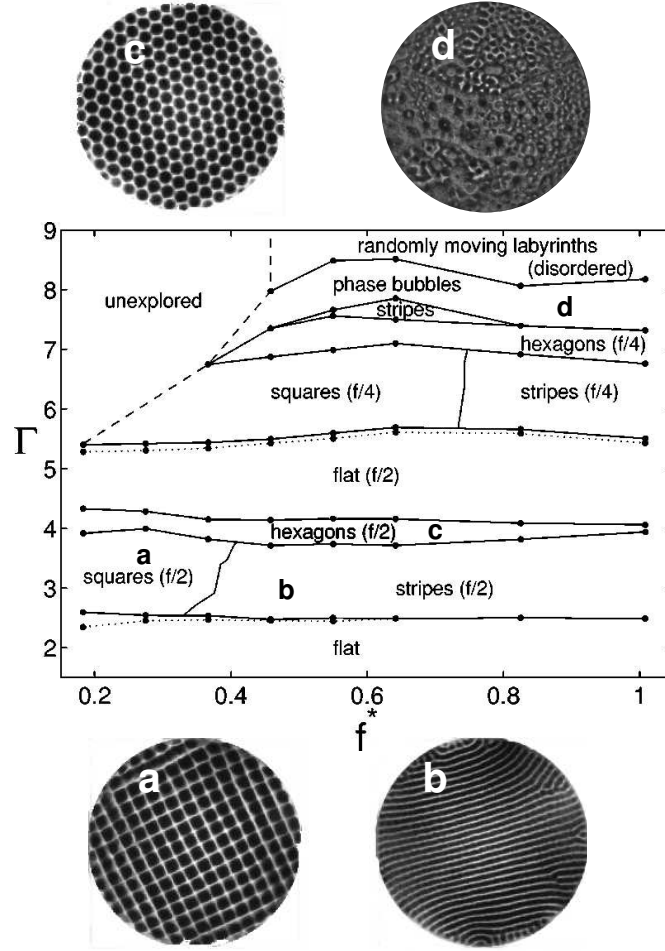 c
d
9
randomly moving labyrinths
(disordered)
8
unexplored
phase bubbles
stripes
d
7
hexagons (f/4)
squares (f/4)
stripes (f/4)
6
Γ
5
flat (f/2)
4
hexagons (f/2)
c
a
squares (f/2)
3
b
stripes (f/2)
2
flat
0.2 0.4 0.6 0.8 1
f*
a
b